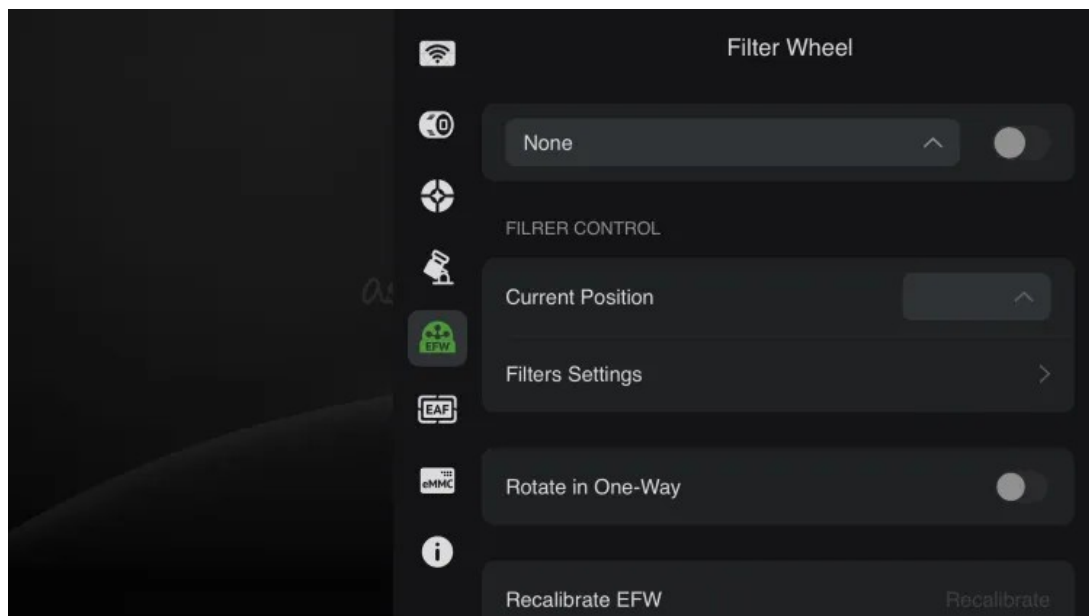 Filter Wheel
None
FILRER CONTROL
as
Current Position
EFW
Filters Settings
EAF
eMMC
Rotate in One-Way
Recalibrate EFW Recalibrate